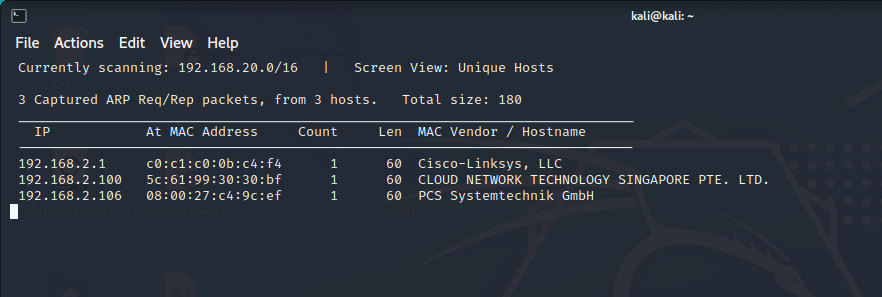 kali@kali: ~
File Actions Edit View Help
Currently scanning: 192.168.20.0/16 | Screen View: Unique Hosts
3 Captured ARP Req/Rep packets, from 3 hosts. Total size: 180
IP At MAC Address Count Len MAC Vendor / Hostname
192.168.2.1 c0:c1:c0:0b:c4:f4 1 60 Cisco-Linksys, LLC
192.168.2.100 5c:61:99:30:30:bf 1 60 CLOUD NETWORK TECHNOLOGY SINGAPORE PTE. LTD.
192.168.2.106 08:00:27:c4:9c:ef 1 60 PCS Systemtechnik GmbH
File System